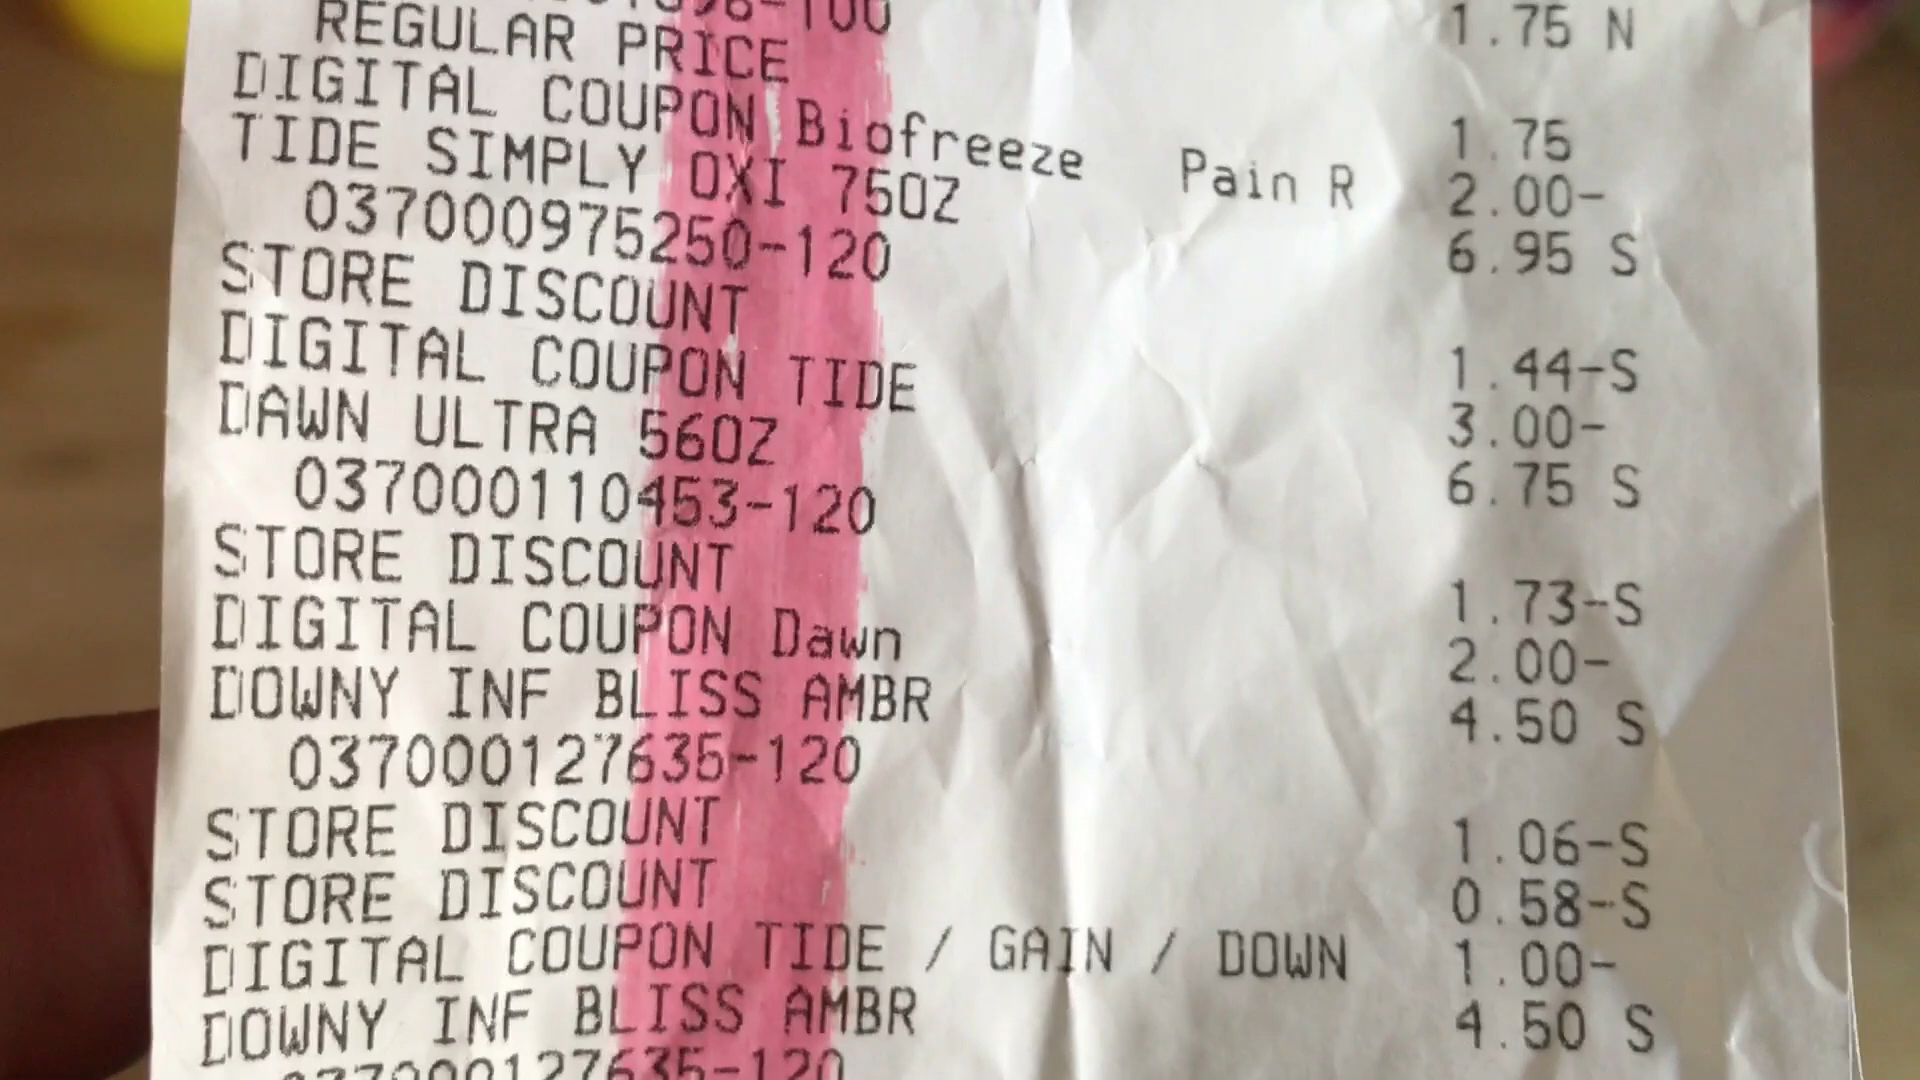 -100 1.75 N
REGULAR PRICE 1.75
DIGITAL COUPON Biofreeze Pain R 2.00-
TIDE SIMPLY OXI 75OZ 6.95 S
037000975250-120
STORE DISCOUNT 1.44-S
DIGITAL COUPON TIDE 3.00-
DAWN ULTRA 56OZ 6.75 S
037000110453-120
STORE DISCOUNT 1.73-S
DIGITAL COUPON Dawn 2.00-
DOWNY INF BLISS AMBR 4.50 S
037000127635-120
STORE DISCOUNT 1.06-S
STORE DISCOUNT 0.58-S
DIGITAL COUPON TIDE / GAIN / DOWN 1.00-
DOWNY INF BLISS AMBR 4.50 S
037000127635-120